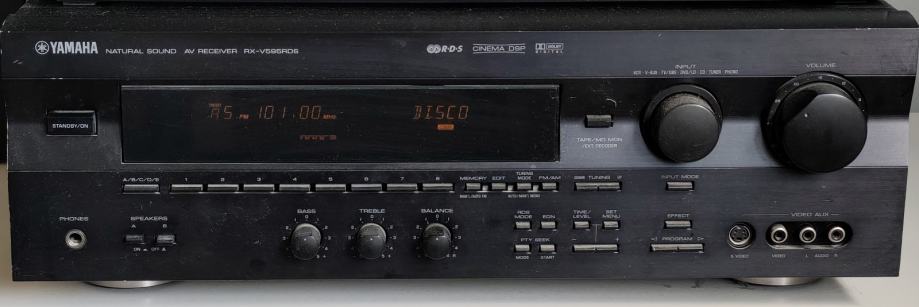 YAMAHA NATURAL SOUND AV RECEIVER RX-V595RDS
R·D·S CINEMA DSP DOLBY DIGITAL
INPUT
VOLUME
A5 FM 101.00 MHz DISCO
STANDBY/ON
TAPE/MD MON
/EXT. DECODER
A/B/C/D/E 1 2 3 4 5 6 7 8
MEMORY EDIT TUNING MODE FM/AM
TUNING
INPUT MODE
PHONES
SPEAKERS
A B
BASS
TREBLE
BALANCE
RDS MODE EON
TIME/LEVEL SET MENU
EFFECT
PTY SEEK
MODE START
PROGRAM
VIDEO AUX
S VIDEO VIDEO L AUDIO R